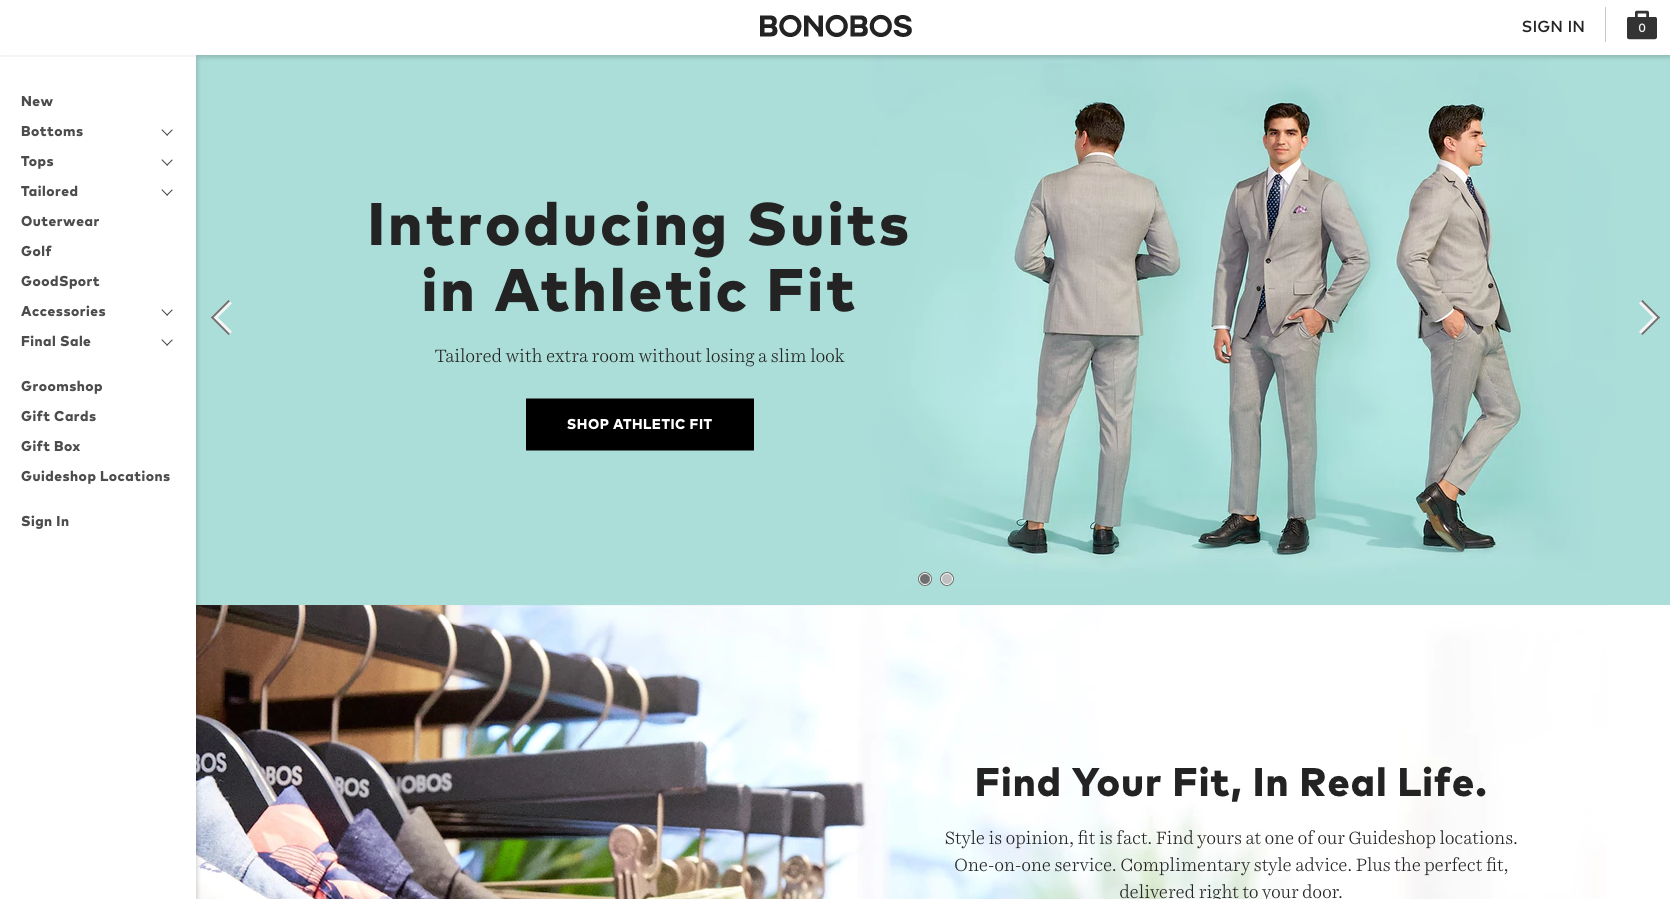 BONOBOS
SIGN IN
0
New
Bottoms
Tops
Tailored
Outerwear
Golf
GoodSport
Accessories
Final Sale
Groomshop
Gift Cards
Gift Box
Guideshop Locations
Sign In
Introducing Suits
in Athletic Fit
Tailored with extra room without losing a slim look
SHOP ATHLETIC FIT
BOS
BOS
BOS
NOBOS
Find Your Fit, In Real Life.
Style is opinion, fit is fact. Find yours at one of our Guideshop locations.
One-on-one service. Complimentary style advice. Plus the perfect fit,
delivered right to your door.